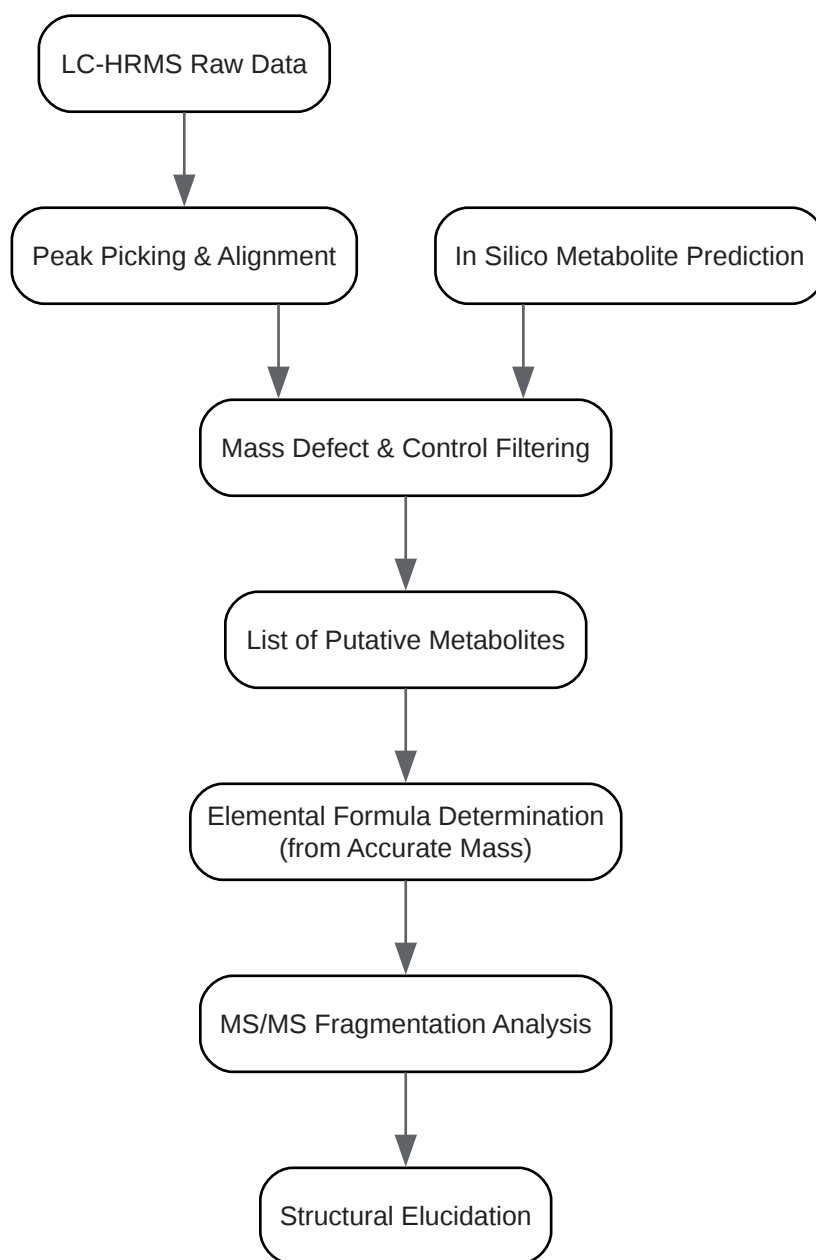 LC-HRMS Raw Data
Peak Picking & Alignment
In Silico Metabolite Prediction
Mass Defect & Control Filtering
List of Putative Metabolites
Elemental Formula Determination
(from Accurate Mass)
MS/MS Fragmentation Analysis
Structural Elucidation